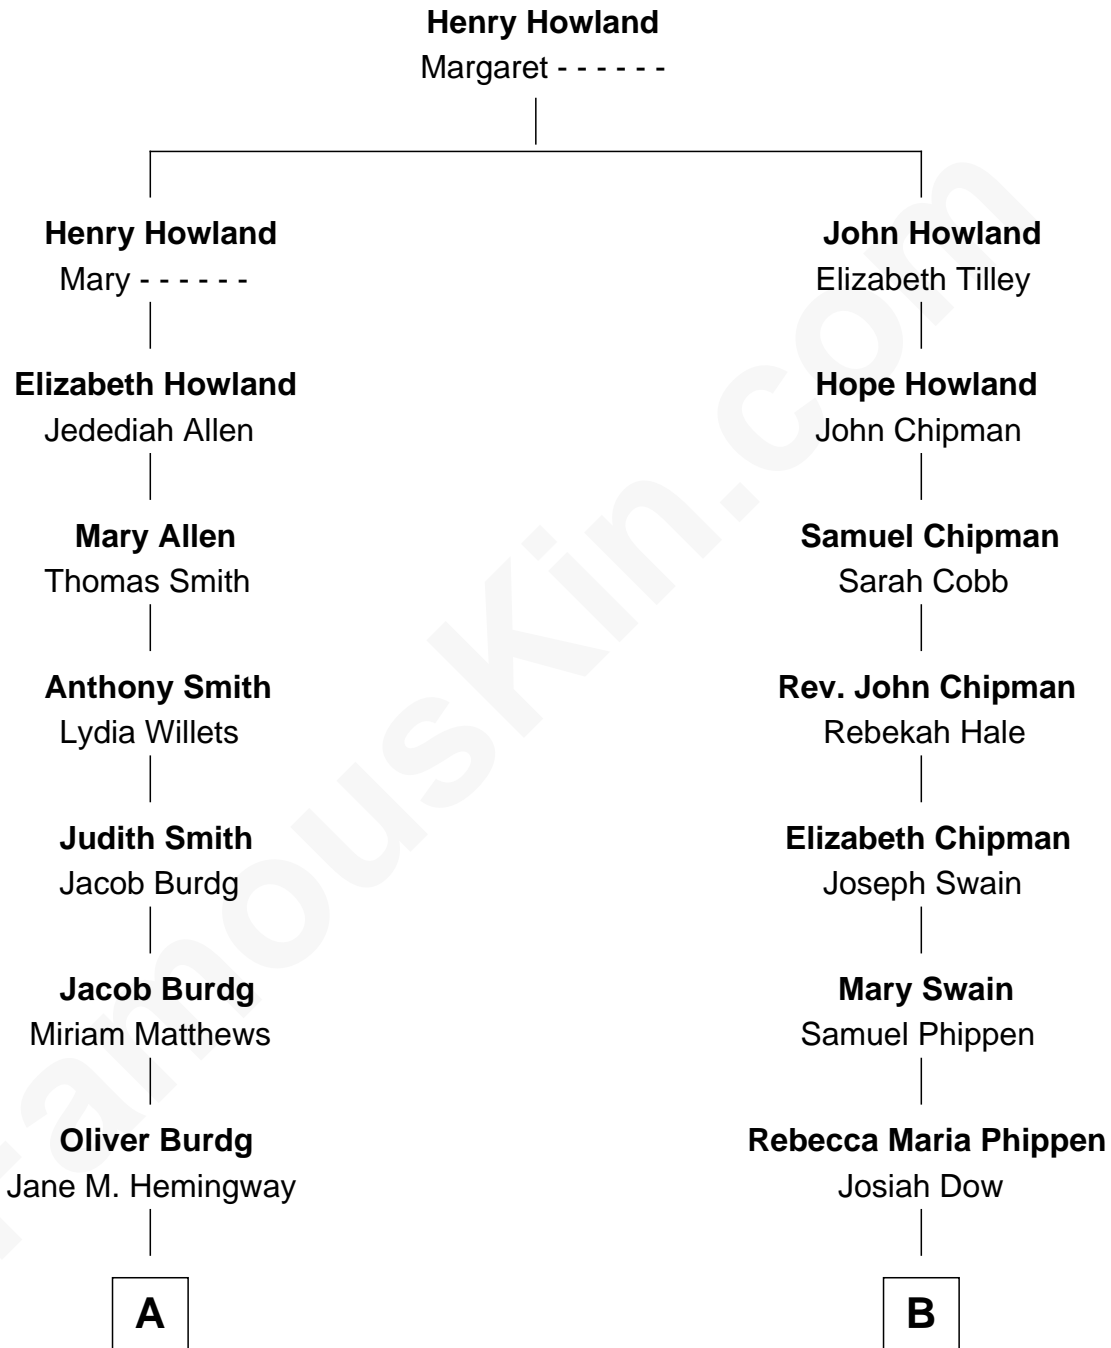 Henry Howland
Margaret - - - - - -
Henry Howland
Mary - - - - - -
John Howland
Elizabeth Tilley
Elizabeth Howland
Jedediah Allen
Hope Howland
John Chipman
Mary Allen
Thomas Smith
Samuel Chipman
Sarah Cobb
Anthony Smith
Lydia Willets
Rev. John Chipman
Rebekah Hale
Judith Smith
Jacob Burdg
Elizabeth Chipman
Joseph Swain
Jacob Burdg
Miriam Matthews
Mary Swain
Samuel Phippen
Oliver Burdg
Jane M. Hemingway
Rebecca Maria Phippen
Josiah Dow
A
B
FamousKin.com